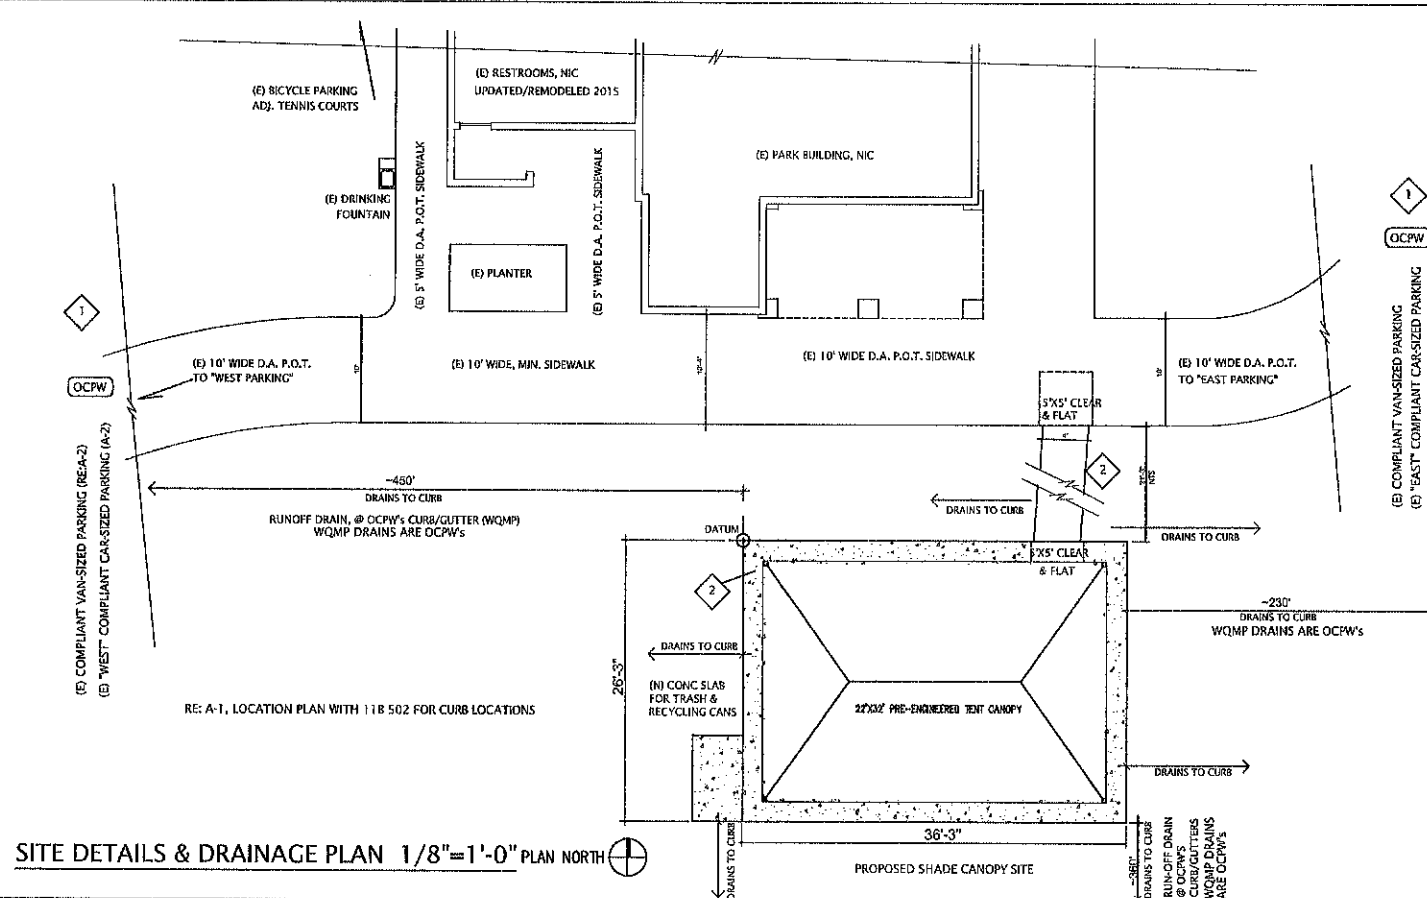 (E) BICYCLE PARKING
ADJ. TENNIS COURTS
(E) RESTROOMS, NIC
UPDATED/REMODELED 2015
(E) PARK BUILDING, NIC
(E) DRINKING
FOUNTAIN
(E) 5' WIDE D.A. P.O.T. SIDEWALK
(E) 5' WIDE D.A. P.O.T. SIDEWALK
(E) PLANTER
1
OCPW
(E) COMPLIANT VAN-SIZED PARKING
(E) "EAST" COMPLIANT CAR-SIZED PARKING
1
OCPW
(E) COMPLIANT VAN-SIZED PARKING (RE:A-2)
(E) "WEST" COMPLIANT CAR-SIZED PARKING (A-2)
(E) 10' WIDE D.A. P.O.T.
TO "WEST PARKING"
10'
(E) 10' WIDE, MIN. SIDEWALK
(E) 10' WIDE D.A. P.O.T. SIDEWALK
10'
(E) 10' WIDE D.A. P.O.T.
TO "EAST PARKING"
5'X5' CLEAR
& FLAT
2
NTS
~450'
DRAINS TO CURB
RUNOFF DRAIN, @ OCPW's CURB/GUTTER (WQMP)
WQMP DRAINS ARE OCPW's
DRAINS TO CURB
DRAINS TO CURB
DATUM
5'X5' CLEAR
& FLAT
2
~230'
DRAINS TO CURB
WQMP DRAINS ARE OCPW's
DRAINS TO CURB
26'-3"
(N) CONC SLAB
FOR TRASH &
RECYCLING CANS
22'X32' PRE-ENGINEERED TENT CANOPY
RE: A-1, LOCATION PLAN WITH 11B 502 FOR CURB LOCATIONS
DRAINS TO CURB
36'-3"
DRAINS TO CURB
PROPOSED SHADE CANOPY SITE
~360'
DRAINS TO CURB
RUN-OFF DRAIN
@ OCPW'S
CURB/GUTTERS
WQMP DRAINS
ARE OCPW's
SITE DETAILS & DRAINAGE PLAN 1/8"=1'-0" PLAN NORTH